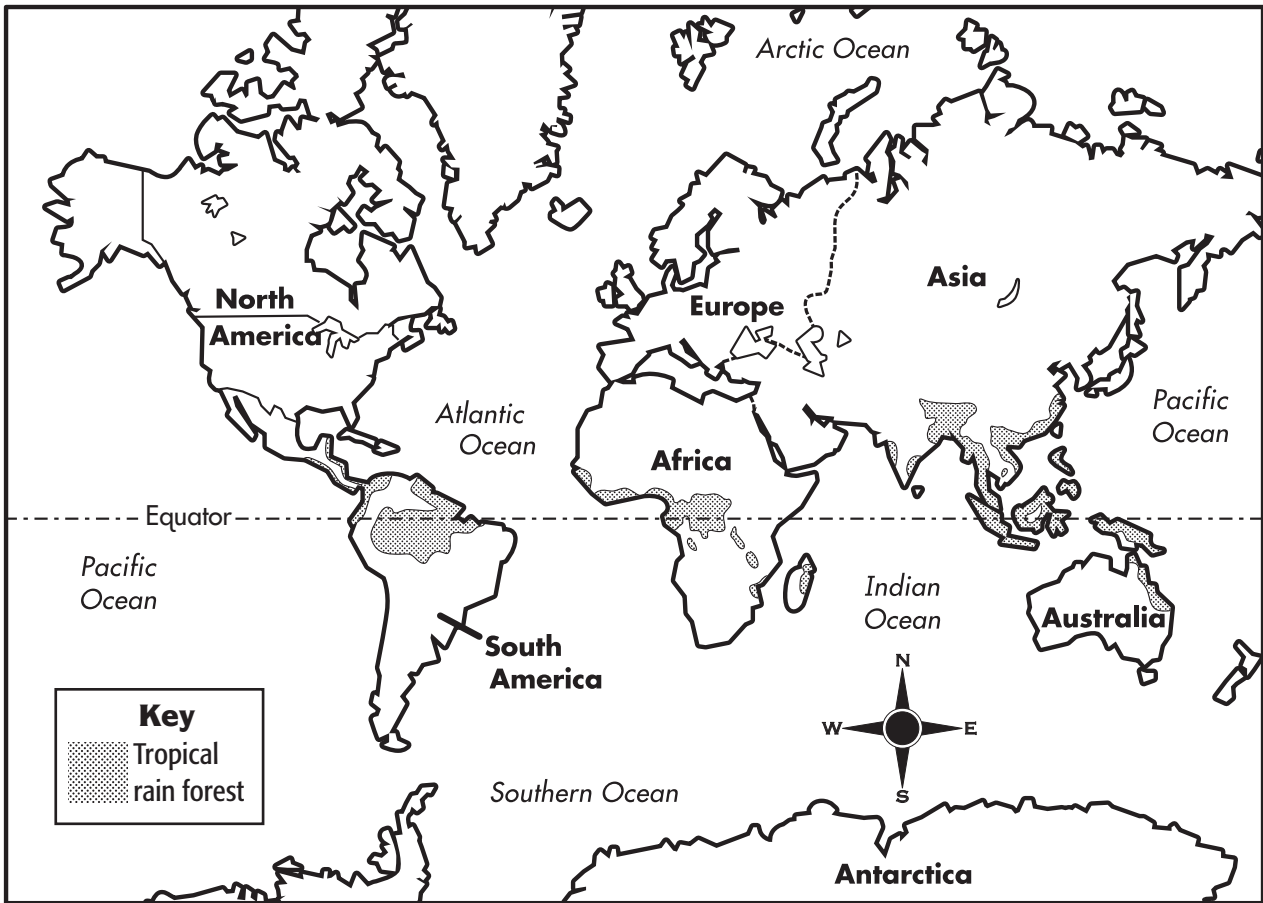 Arctic Ocean
North
America
Europe
Asia
Atlantic
Ocean
Africa
Pacific
Ocean
Equator
Pacific
Ocean
South
America
Indian
Ocean
Australia
Key
Tropical
rain forest
N
W
E
S
Southern Ocean
Antarctica